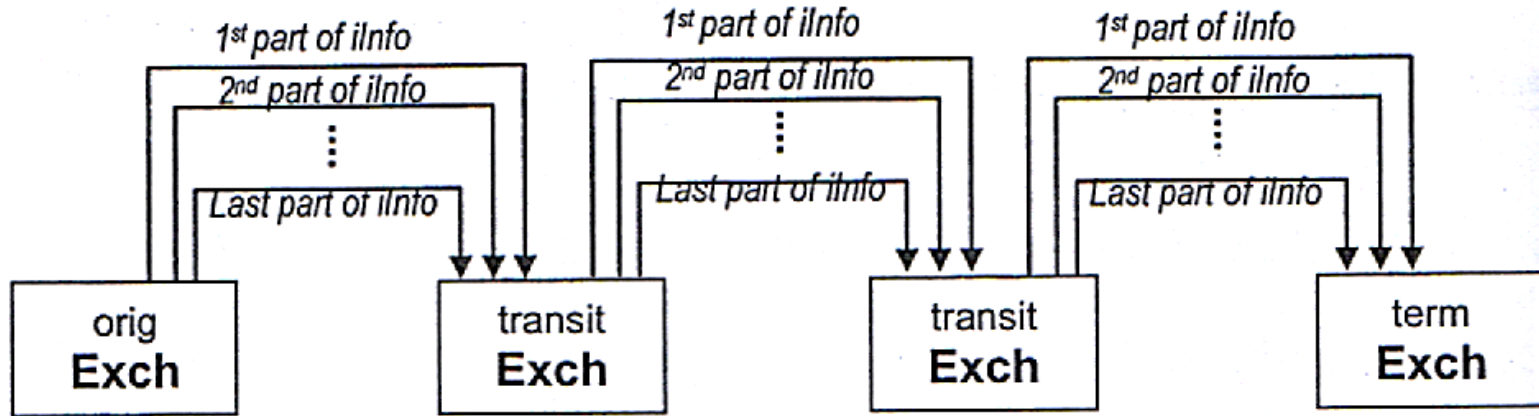 1st part of iInfo
2nd part of iInfo
Last part of iInfo
1st part of iInfo
2nd part of iInfo
Last part of iInfo
1st part of iInfo
2nd part of iInfo
Last part of iInfo
orig
Exch
transit
Exch
transit
Exch
term
Exch